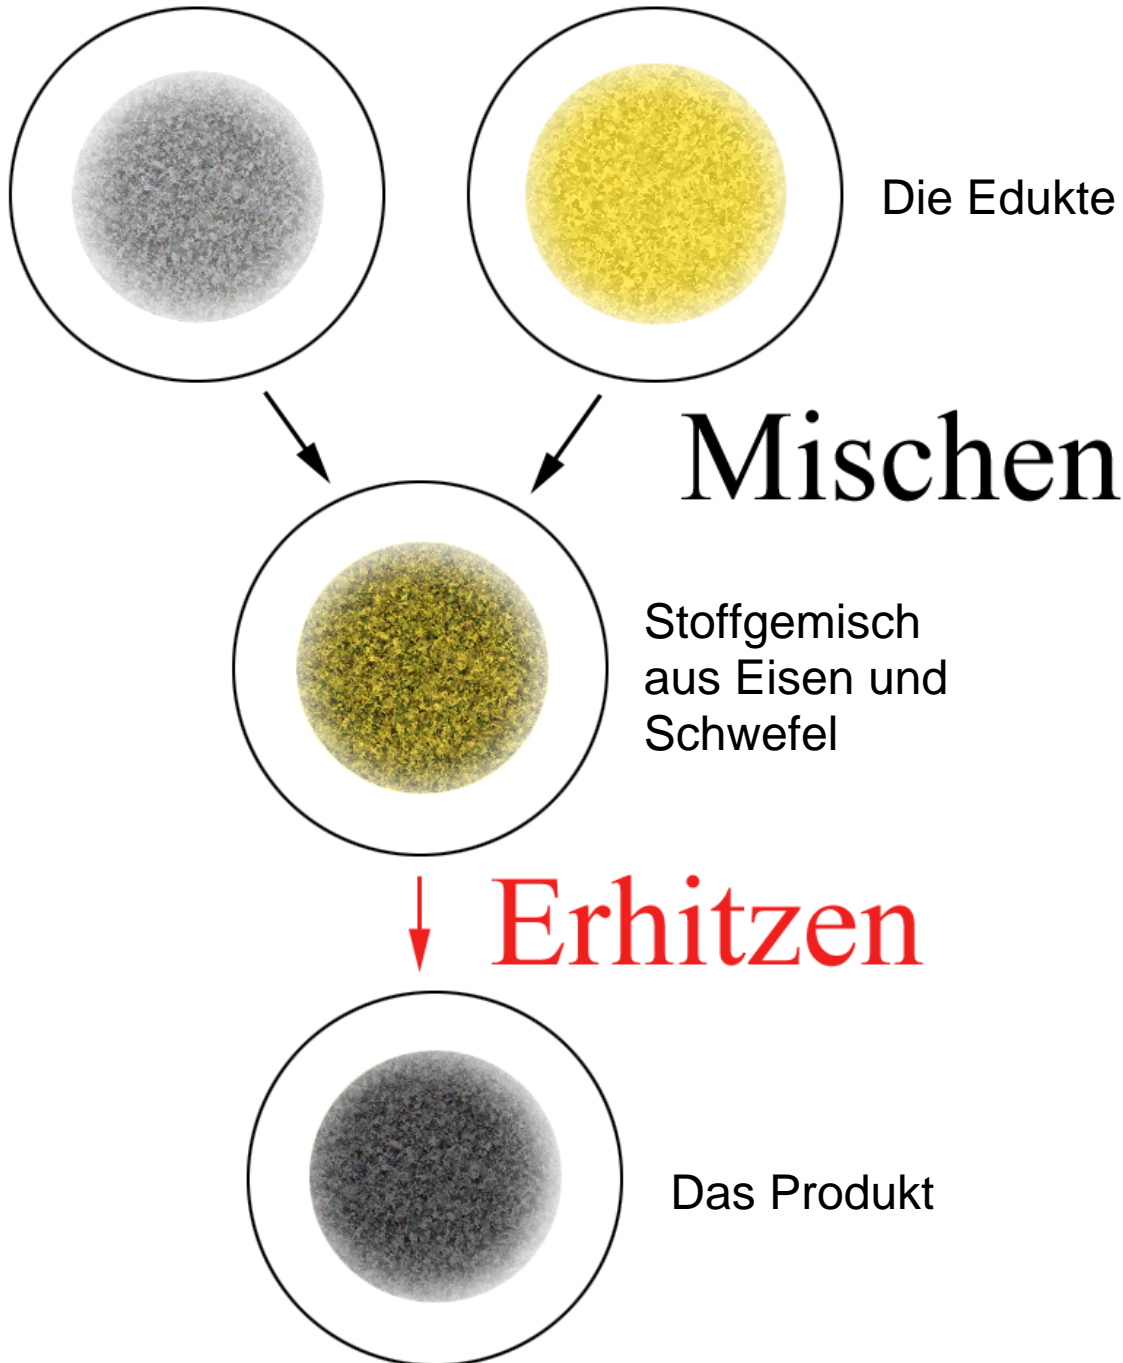 Die Edukte
Mischen
Stoffgemisch
aus Eisen und
Schwefel
Erhitzen
Das Produkt